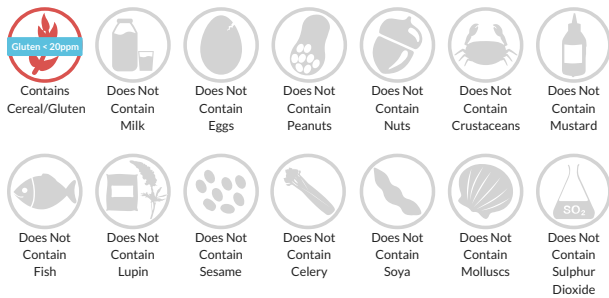 Gluten < 20ppm
Contains
Cereal/Gluten
Does Not
Contain
Milk
Does Not
Contain
Eggs
Does Not
Contain
Peanuts
Does Not
Contain
Nuts
Does Not
Contain
Crustaceans
Does Not
Contain
Mustard
Does Not
Contain
Fish
Does Not
Contain
Lupin
Does Not
Contain
Sesame
Does Not
Contain
Celery
Does Not
Contain
Soya
Does Not
Contain
Molluscs
SO₂
Does Not
Contain
Sulphur
Dioxide